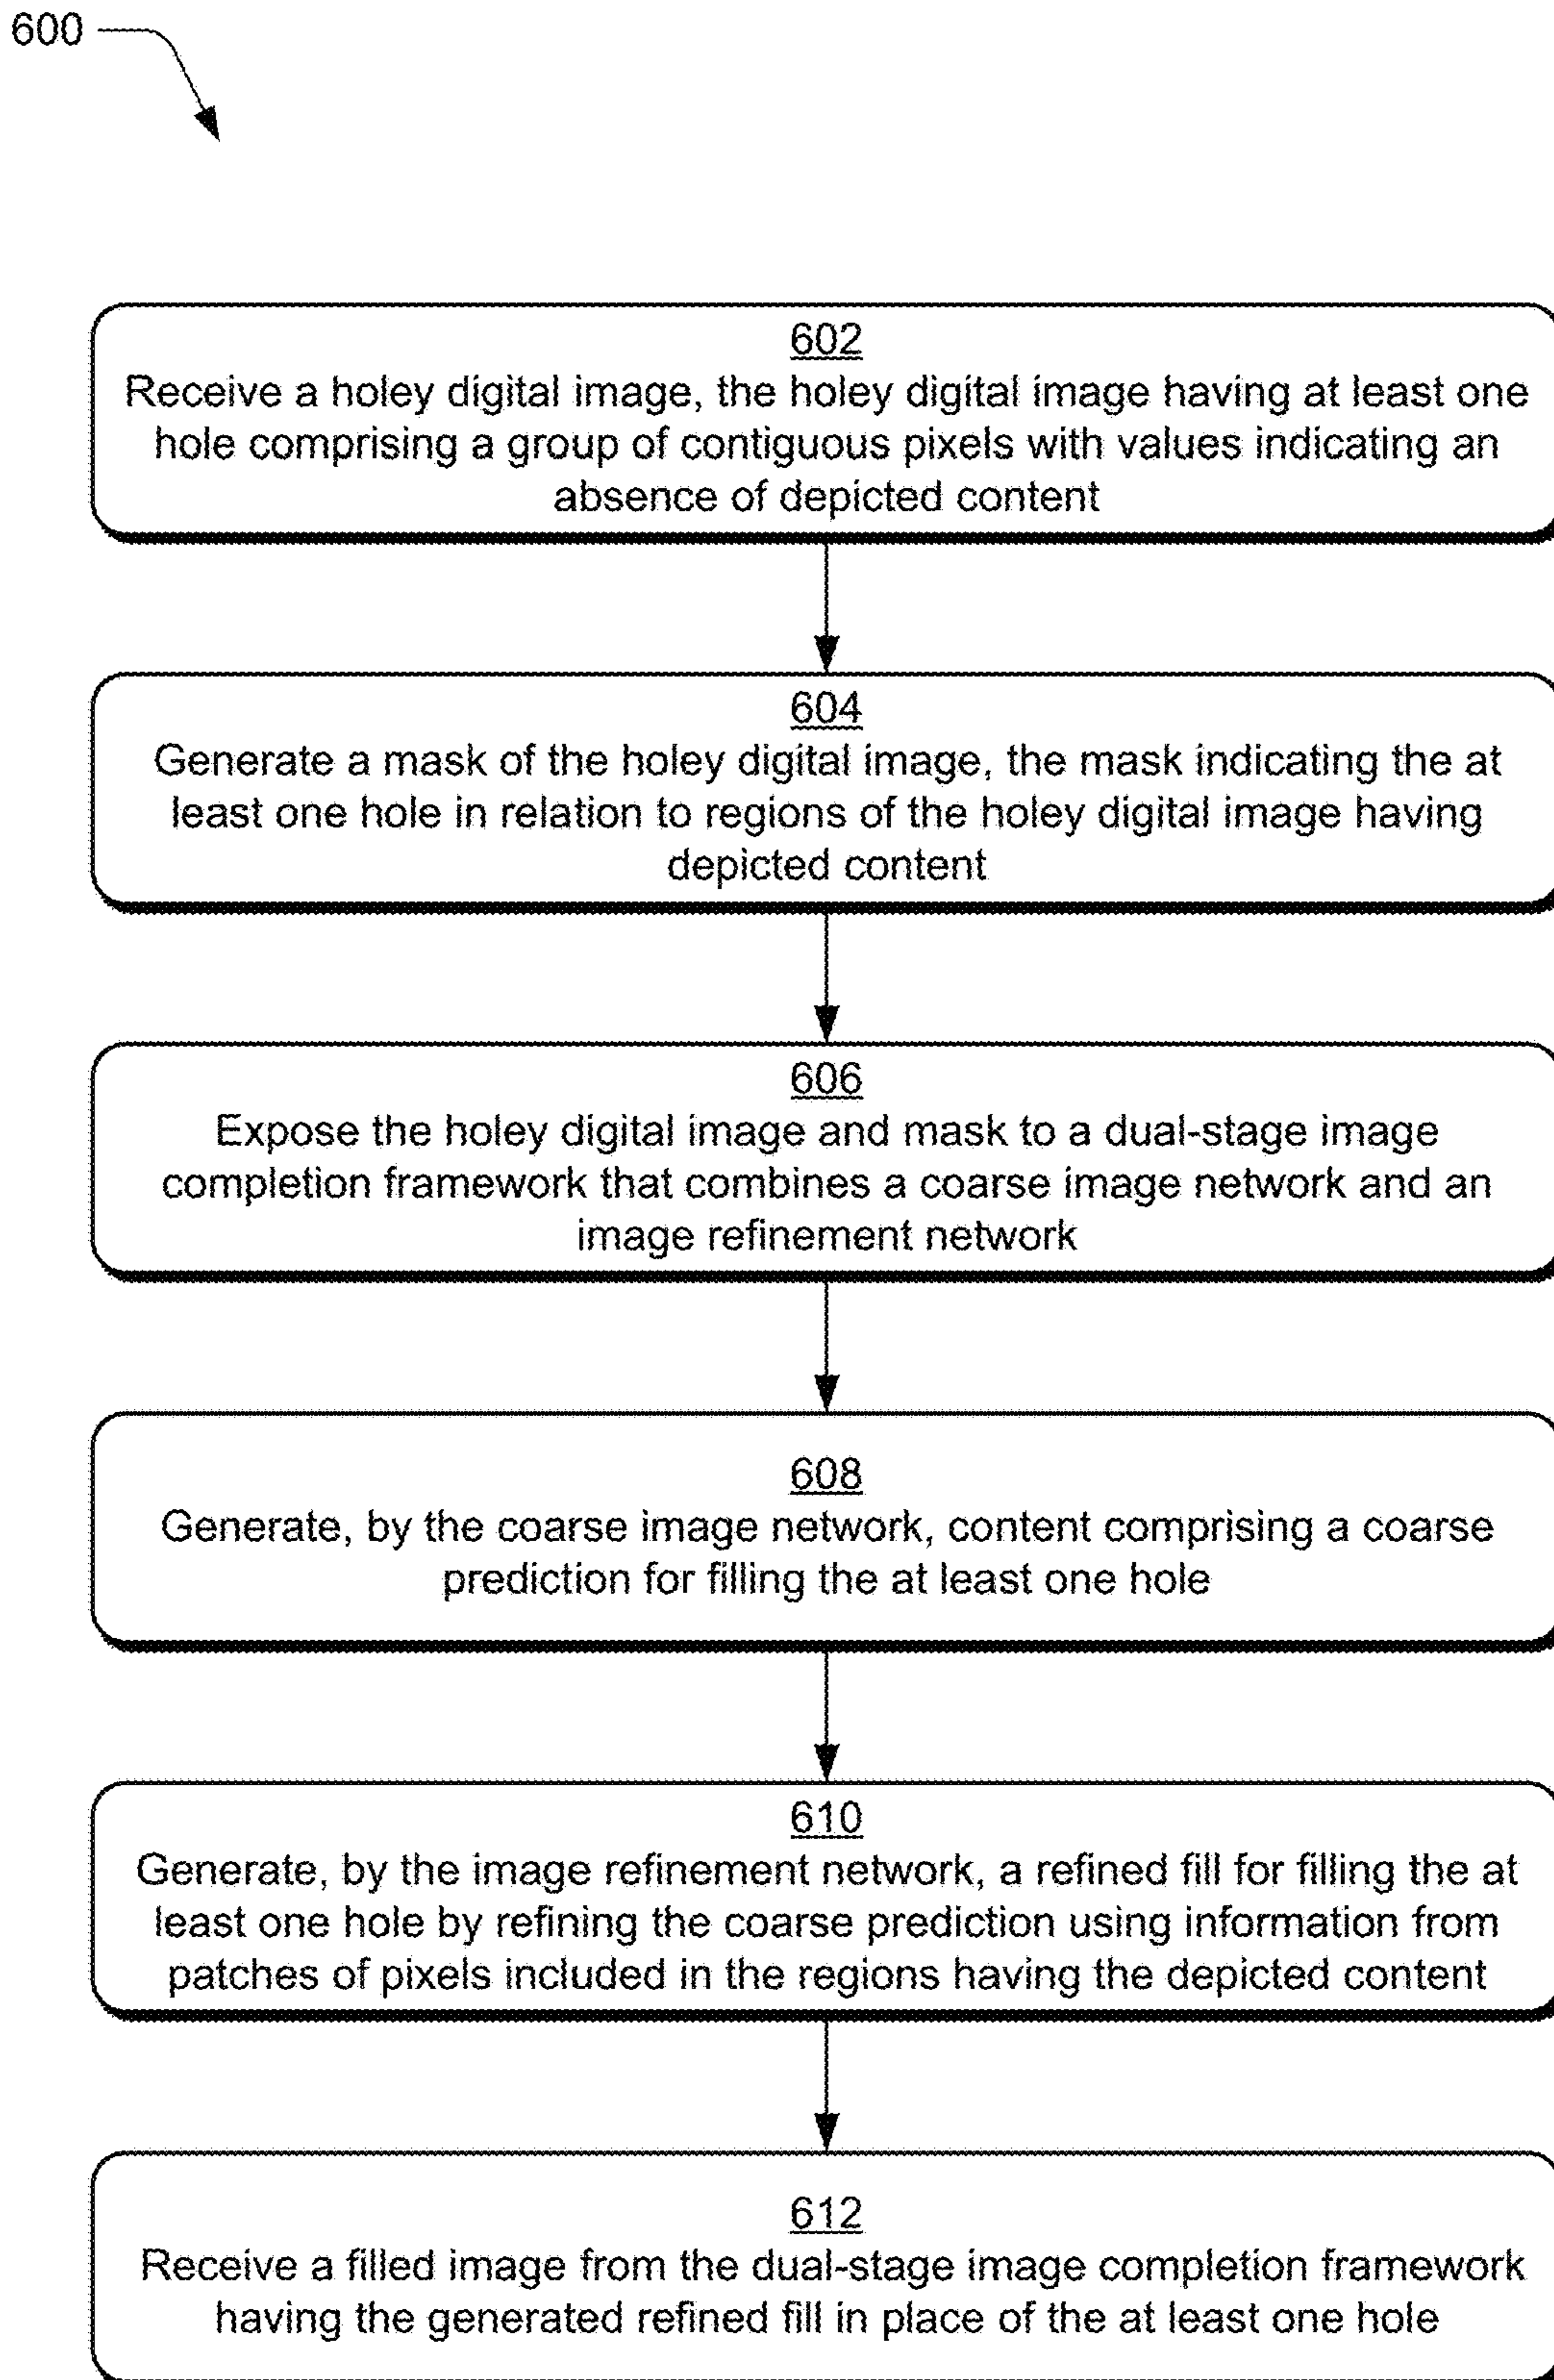 600
602
Receive a holey digital image, the holey digital image having at least one
hole comprising a group of contiguous pixels with values indicating an
absence of depicted content
604
Generate a mask of the holey digital image, the mask indicating the at
least one hole in relation to regions of the holey digital image having
depicted content
606
Expose the holey digital image and mask to a dual-stage image
completion framework that combines a coarse image network and an
image refinement network
608
Generate, by the coarse image network, content comprising a coarse
prediction for filling the at least one hole
610
Generate, by the image refinement network, a refined fill for filling the at
least one hole by refining the coarse prediction using information from
patches of pixels included in the regions having the depicted content
612
Receive a filled image from the dual-stage image completion framework
having the generated refined fill in place of the at least one hole